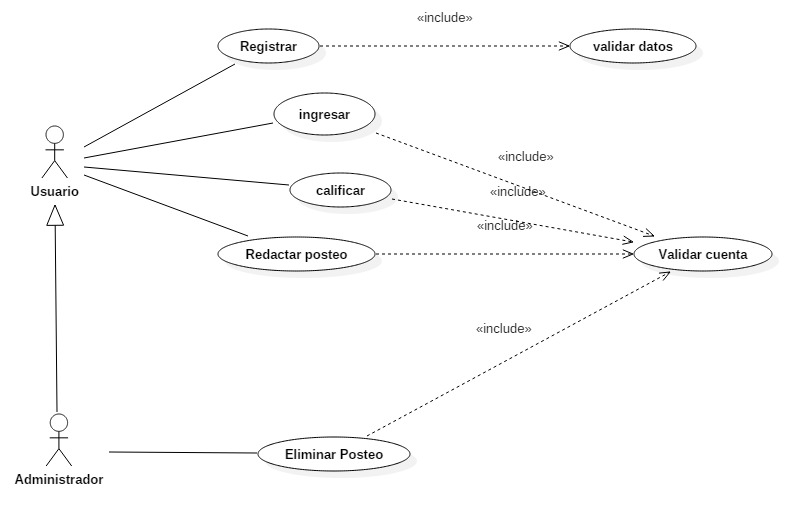 «include»
Registrar
validar datos
ingresar
«include»
Usuario
calificar
«include»
«include»
Redactar posteo
Validar cuenta
«include»
Eliminar Posteo
Administrador